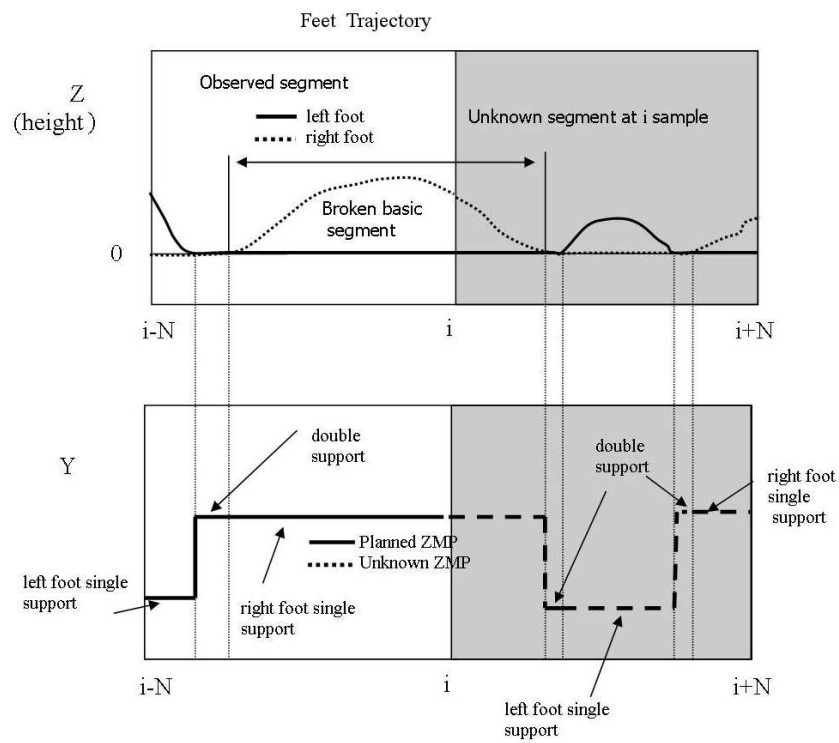 Feet Trajectory
Z
(height)
Observed segment
left foot
right foot
Unknown segment at i sample
Broken basic
segment
0
i-N
i
i+N
Y
double
support
double
support
right foot
single
support
Planned ZMP
Unknown ZMP
left foot single
support
right foot single
support
i-N
i
i+N
left foot single
support